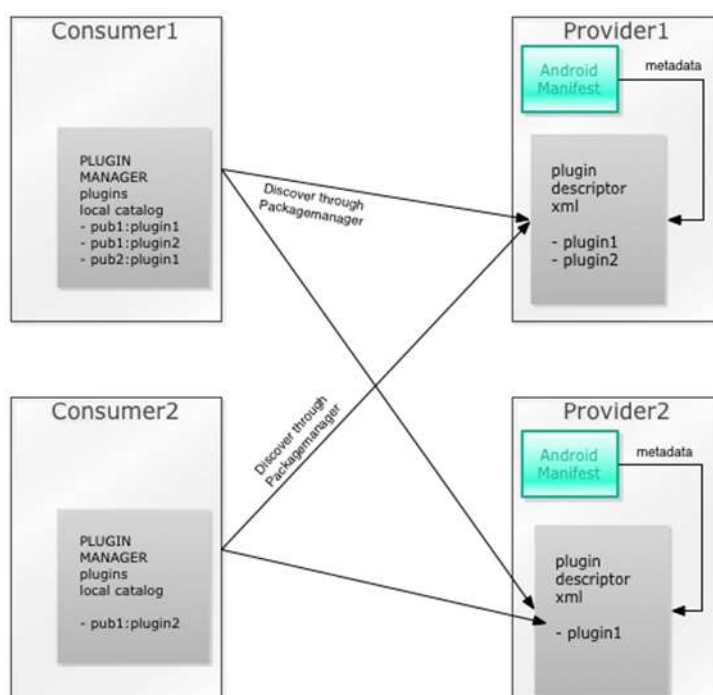 Consumer1
PLUGIN
MANAGER
plugins
local catalog
- pub1:plugin1
- pub1:plugin2
- pub2:plugin1
Discover through
Packagemanager
Provider1
Android
Manifest
metadata
plugin
descriptor
xml
- plugin1
- plugin2
Consumer2
PLUGIN
MANAGER
plugins
local catalog
- pub1:plugin2
Discover through
Packagemanager
Provider2
Android
Manifest
metadata
plugin
descriptor
xml
- plugin1